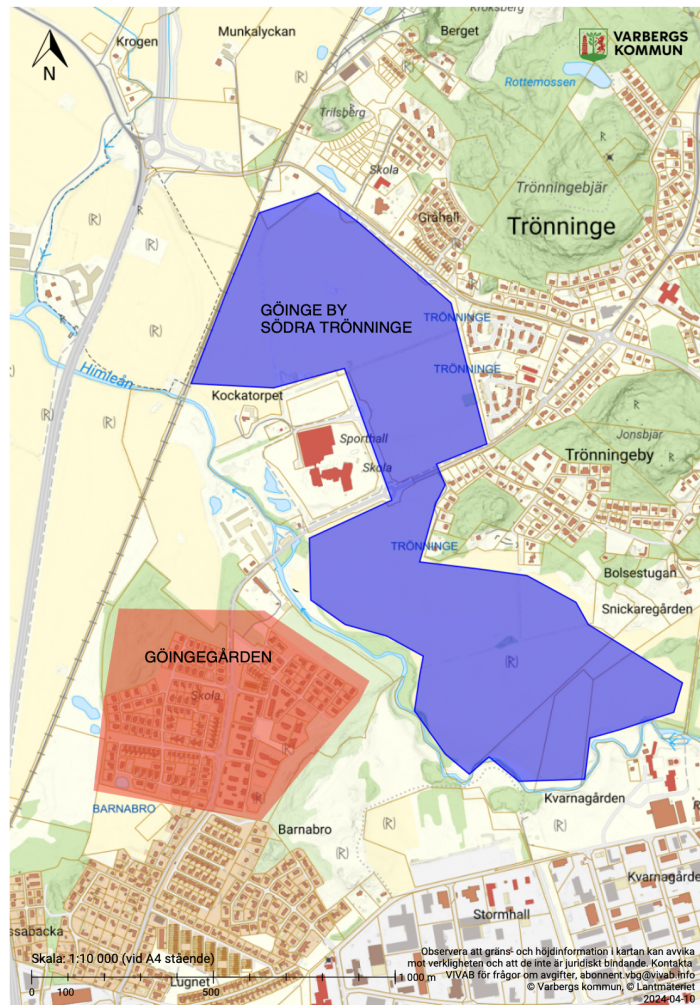 Kroksberg
Munkalyckan
Berget
VARBERGS
KOMMUN
Krogen
N
(R)
Rottemossen
Trilsberg
R
Skola
Trönningebjär
R
(R)
Gråhall
Trönninge
GÖINGE BY
SÖDRA TRÖNNINGE
TRÖNNINGE
(R)
Himleån
TRÖNNINGE
Kockatorpet
R
(R)
(R)
Jonsbjär
Sporthall
Trönningeby
Skola
TRÖNNINGE
Bolsestugan
Snickaregården
GÖINGEGÅRDEN
(R)
Skola
(R)
BARNABRO
Kvarnagården
Barnabro
(R)
(R)
Kvarnagårde
Stormhall
ssabacka
Skala: 1:10 000 (vid A4 stående)
Observera att gräns- och höjdinformation i kartan kan avvika
mot verkligheten och att de inte är juridiskt bindande. Kontakta
VIVAB för frågor om avgifter, abonnent.vbg@vivab.info
© Varbergs kommun, © Lantmäteriet
2024-04-11
Lugnet
0 100 500 1 000 m